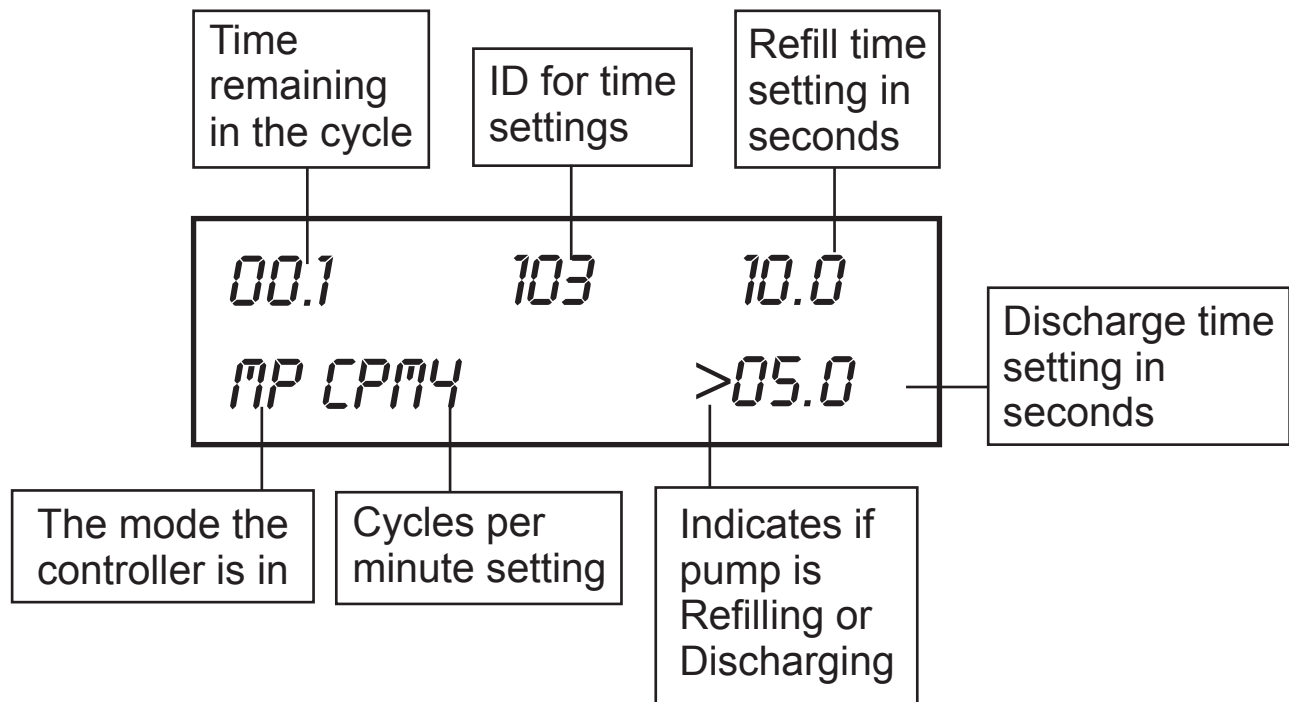 Time
remaining
in the cycle
ID for time
settings
Refill time
setting in
seconds
00.1 103 10.0
MP CPM4 >05.0
Discharge time
setting in
seconds
The mode the
controller is in
Cycles per
minute setting
Indicates if
pump is
Refilling or
Discharging